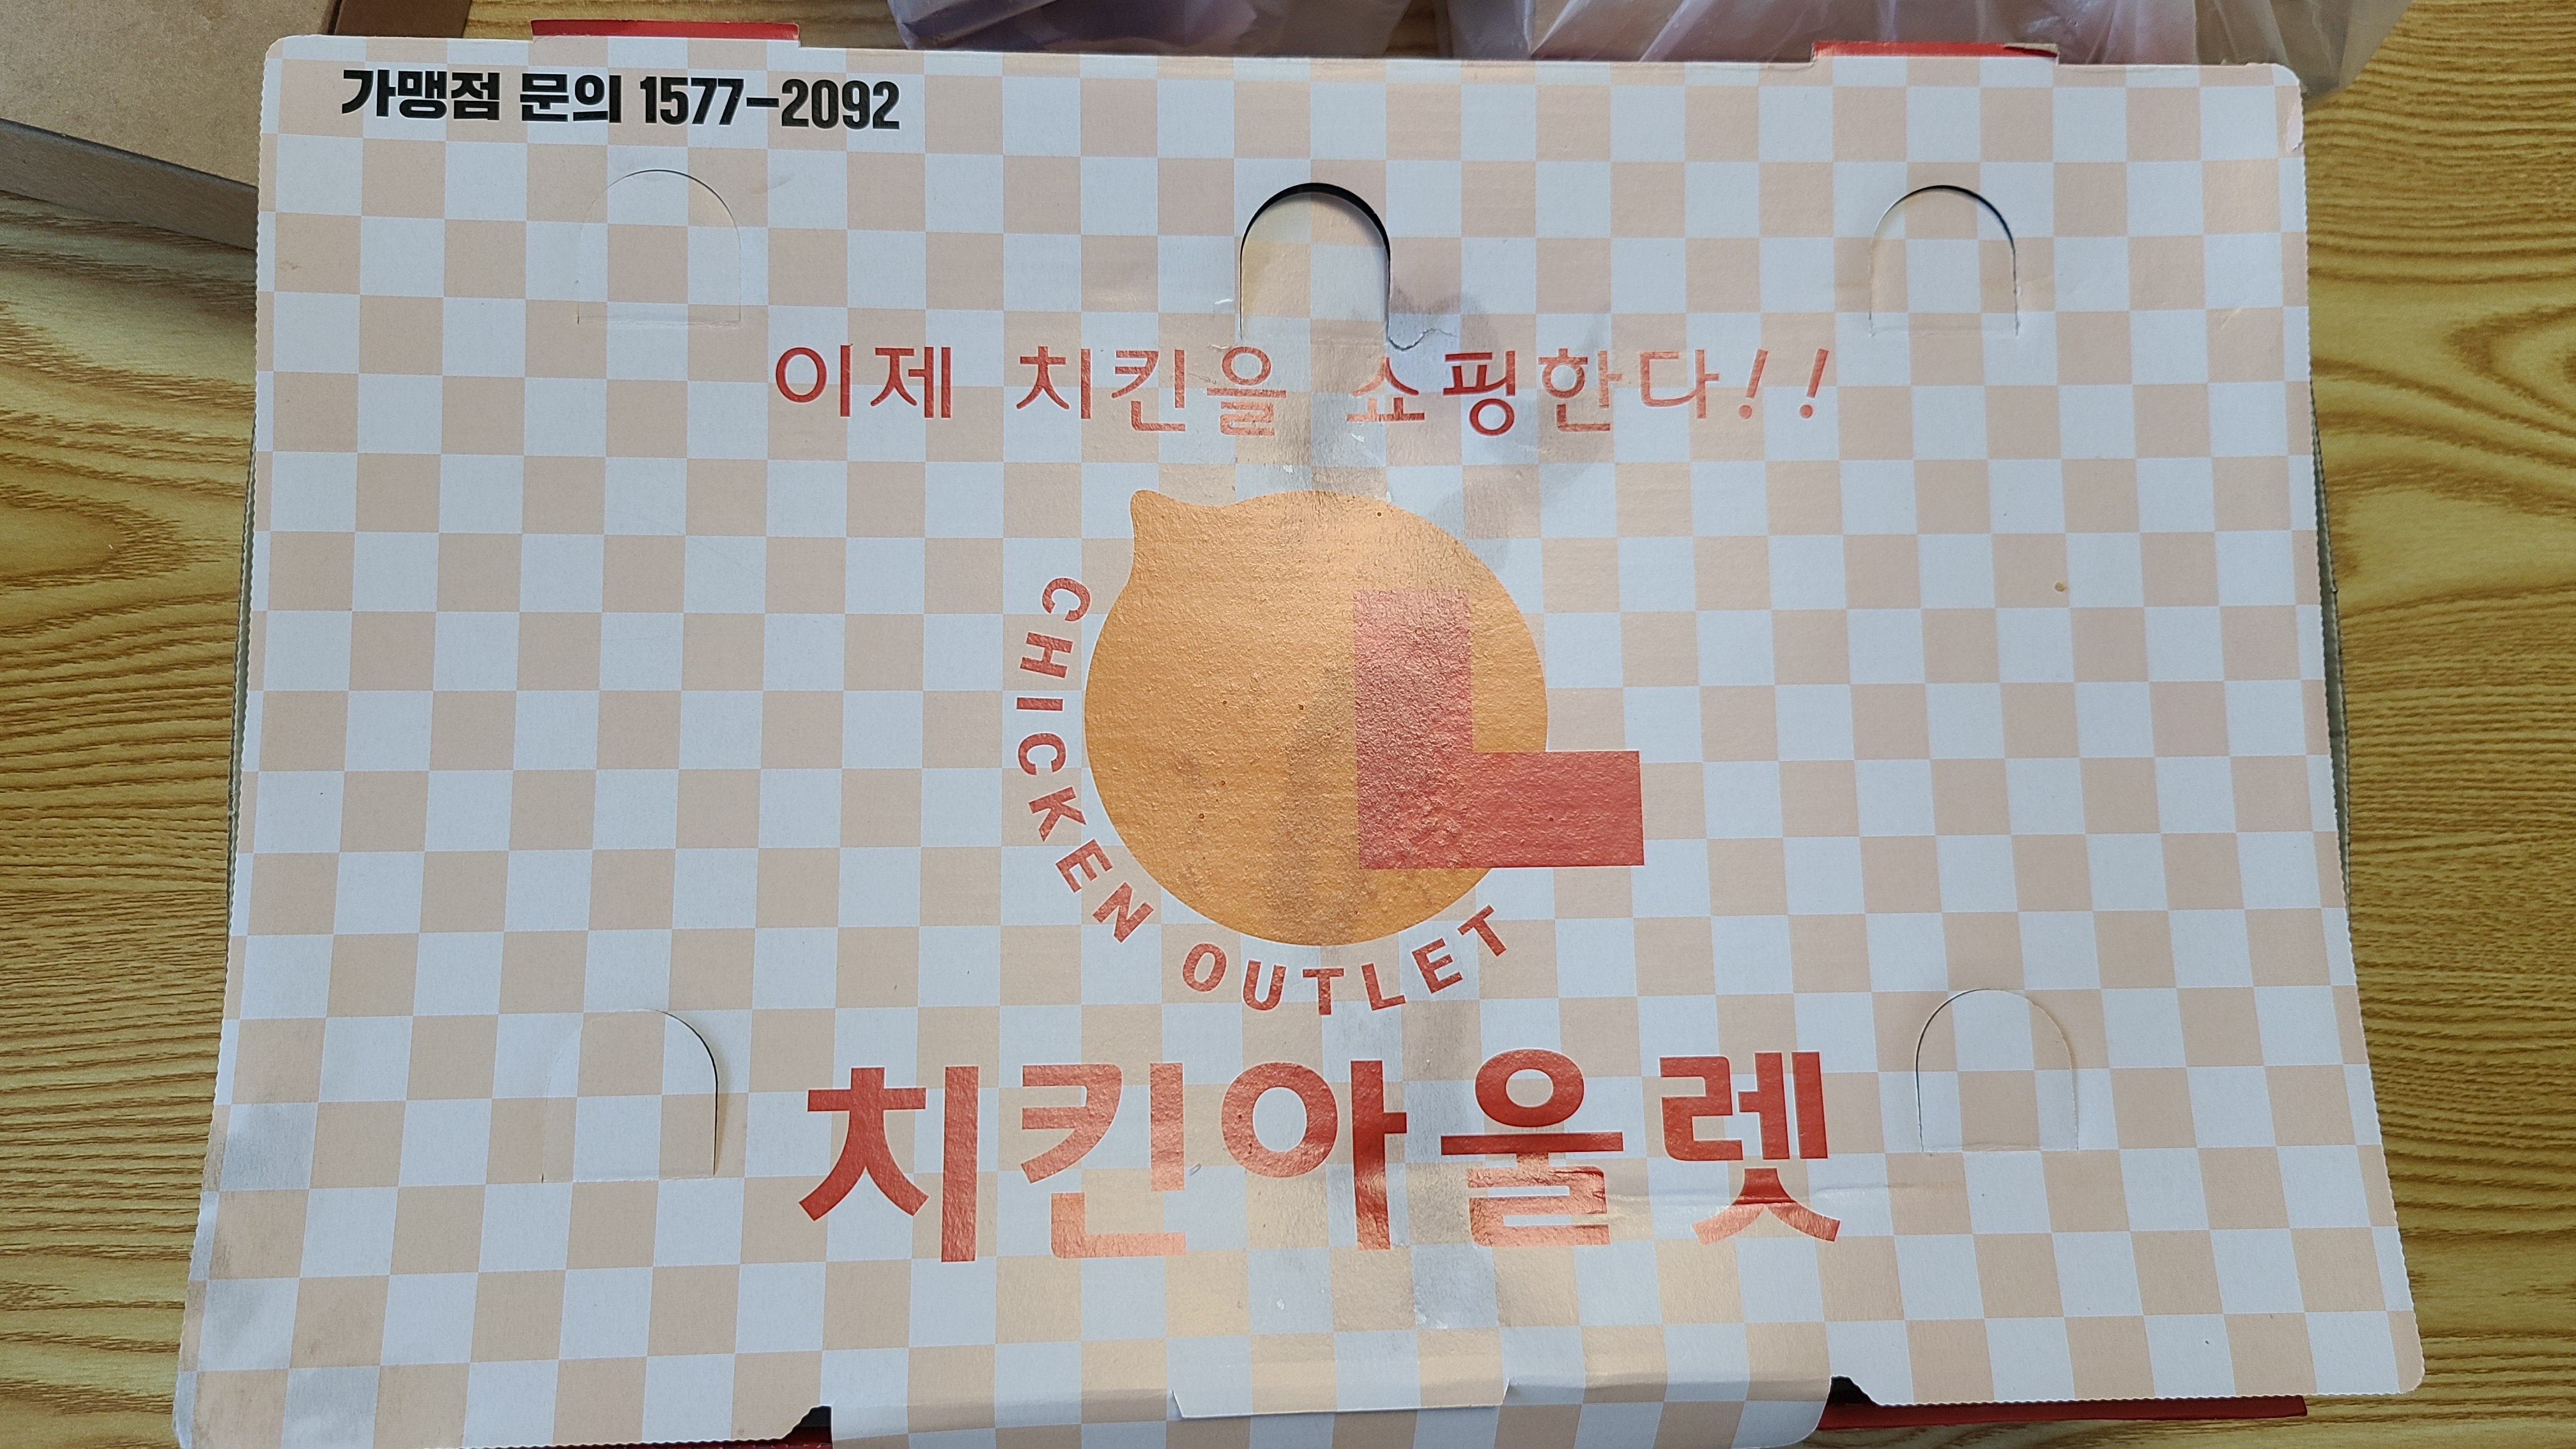 가맹점 문의 1577-2092
이제 치킨을 쇼핑한다!!
CHICKEN OUTLET
치킨아울렛